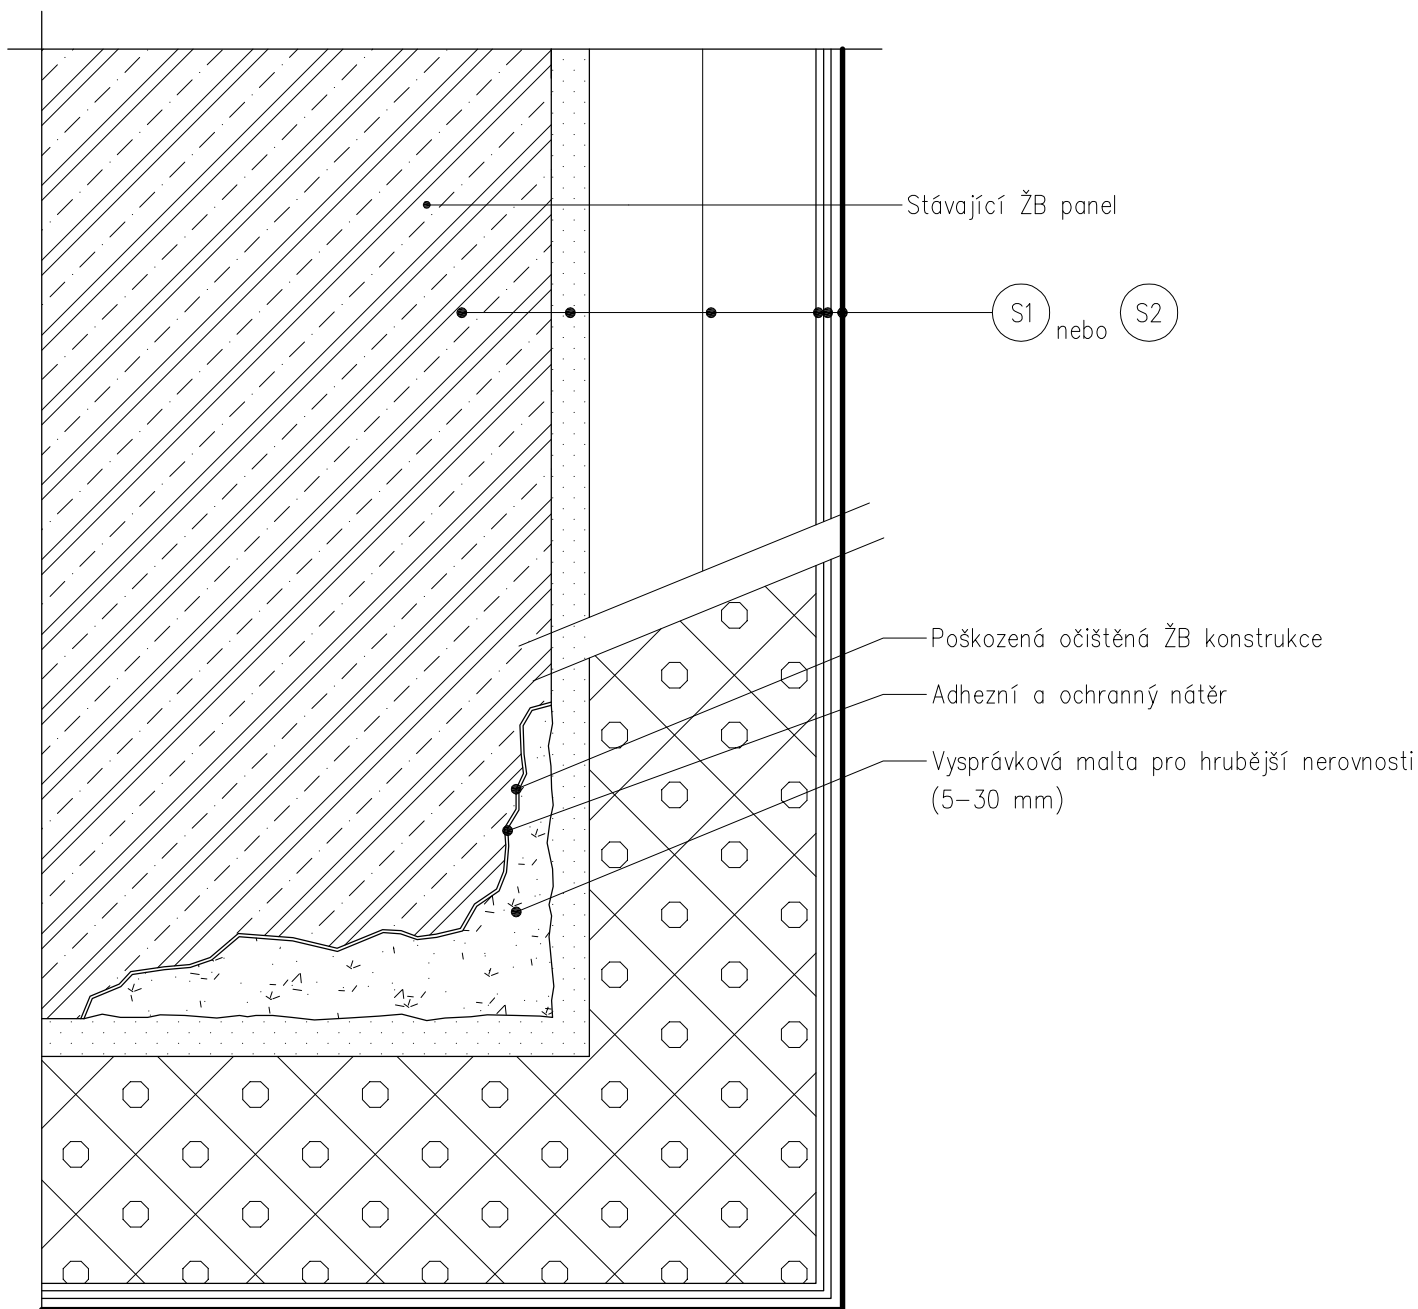 Stávající ŽB panel
S1 nebo S2
Poškozená očištěná ŽB konstrukce
Adhezní a ochranný nátěr
Vysprávková malta pro hrubější nerovnosti
(5-30 mm)